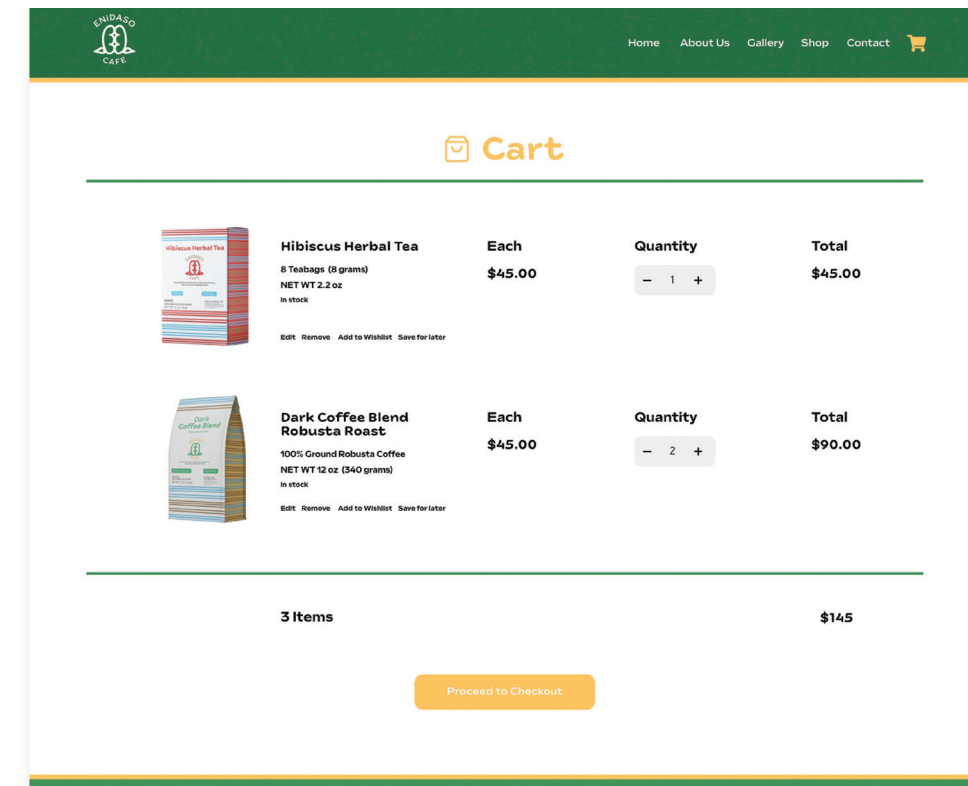 ENIDASO
CAFE
Home About Us Gallery Shop Contact
Cart
Hibiscus Herbal Tea
ENIDASO
CAFE
Hibiscus Herbal Tea Each Quantity Total
8 Teabags (8 grams)
$45.00 - 1 + $45.00
NET WT 2.2 oz
In stock
Edit Remove Add to Wishlist Save for later
Dark
Coffee Blend
Dark Coffee Blend Each Quantity Total
Robusta Roast
$45.00 - 2 + $90.00
100% Ground Robusta Coffee
NET WT 12 oz (340 grams)
In stock
Edit Remove Add to Wishlist Save for later
3 Items $145
Proceed to Checkout